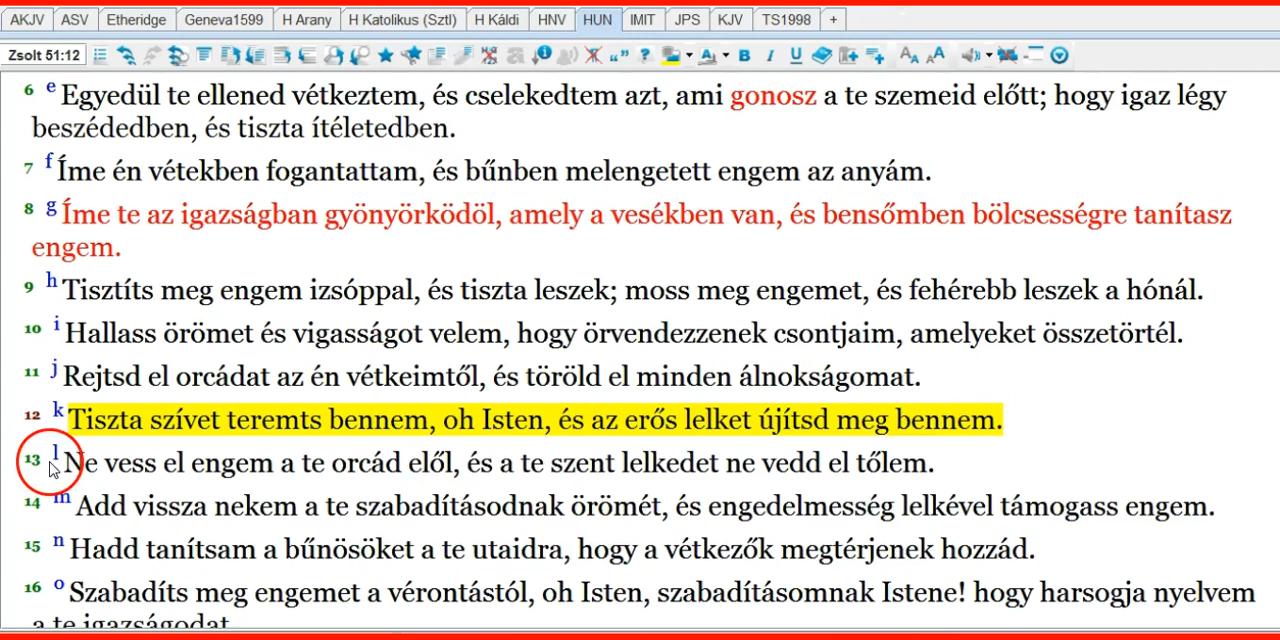 AKJV ASV Etheridge Geneva1599 H Arany H Katolikus (Sztl) H Káldi HNV HUN IMIT JPS KJV TS1998 +
Zsolt 51:12
6 e Egyedül te ellened vétkeztem, és cselekedtem azt, ami gonosz a te szemeid előtt; hogy igaz légy
beszédedben, és tiszta ítéletedben.
7 f Íme én vétekben fogantattam, és bűnben melengetett engem az anyám.
8 g Íme te az igazságban gyönyörködöl, amely a vesékben van, és bensőmben bölcsességre tanítasz
engem.
9 h Tisztíts meg engem izsóppal, és tiszta leszek; moss meg engemet, és fehérebb leszek a hónál.
10 i Hallass örömet és vigasságot velem, hogy örvendezzenek csontjaim, amelyeket összetörtél.
11 j Rejtsd el orcádat az én vétkeimtől, és töröld el minden álnokságomat.
12 k Tiszta szívet teremts bennem, oh Isten, és az erős lelket újítsd meg bennem.
13 l Ne vess el engem a te orcád elől, és a te szent lelkedet ne vedd el tőlem.
14 m Add vissza nekem a te szabadításodnak örömét, és engedelmesség lelkével támogass engem.
15 n Hadd tanítsam a bűnösöket a te utaidra, hogy a vétkezők megtérjenek hozzád.
16 o Szabadíts meg engemet a vérontástól, oh Isten, szabadításomnak Istene! hogy harsogja nyelvem
a te igazságodat.